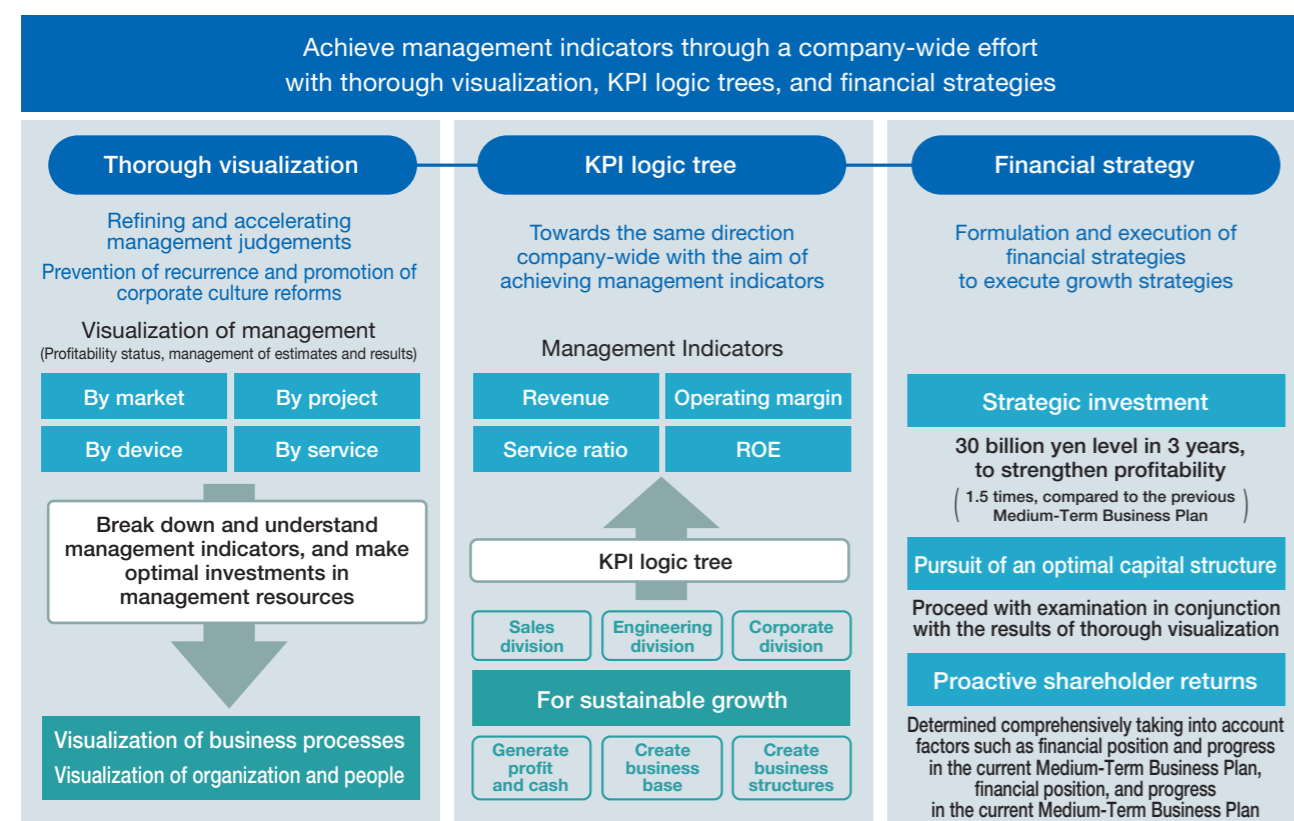 Achieve management indicators through a company-wide effort
with thorough visualization, KPI logic trees, and financial strategies
Thorough visualization
Refining and accelerating
management judgements
Prevention of recurrence and promotion of
corporate culture reforms
Visualization of management
(Profitability status, management of estimates and results)
By market
By project
By device
By service
Break down and understand
management indicators, and make
optimal investments in
management resources
Visualization of business processes
Visualization of organization and people
KPI logic tree
Towards the same direction
company-wide with the aim of
achieving management indicators
Management Indicators
Revenue
Operating margin
Service ratio
ROE
KPI logic tree
Sales
division
Engineering
division
Corporate
division
For sustainable growth
Generate
profit
and cash
Create
business
base
Create
business
structures
Financial strategy
Formulation and execution of
financial strategies
to execute growth strategies
Strategic investment
30 billion yen level in 3 years,
to strengthen profitability
(1.5 times, compared to the previous
Medium-Term Business Plan)
Pursuit of an optimal capital structure
Proceed with examination in conjunction
with the results of thorough visualization
Proactive shareholder returns
Determined comprehensively taking into account
factors such as financial position and progress
in the current Medium-Term Business Plan,
financial position, and progress
in the current Medium-Term Business Plan